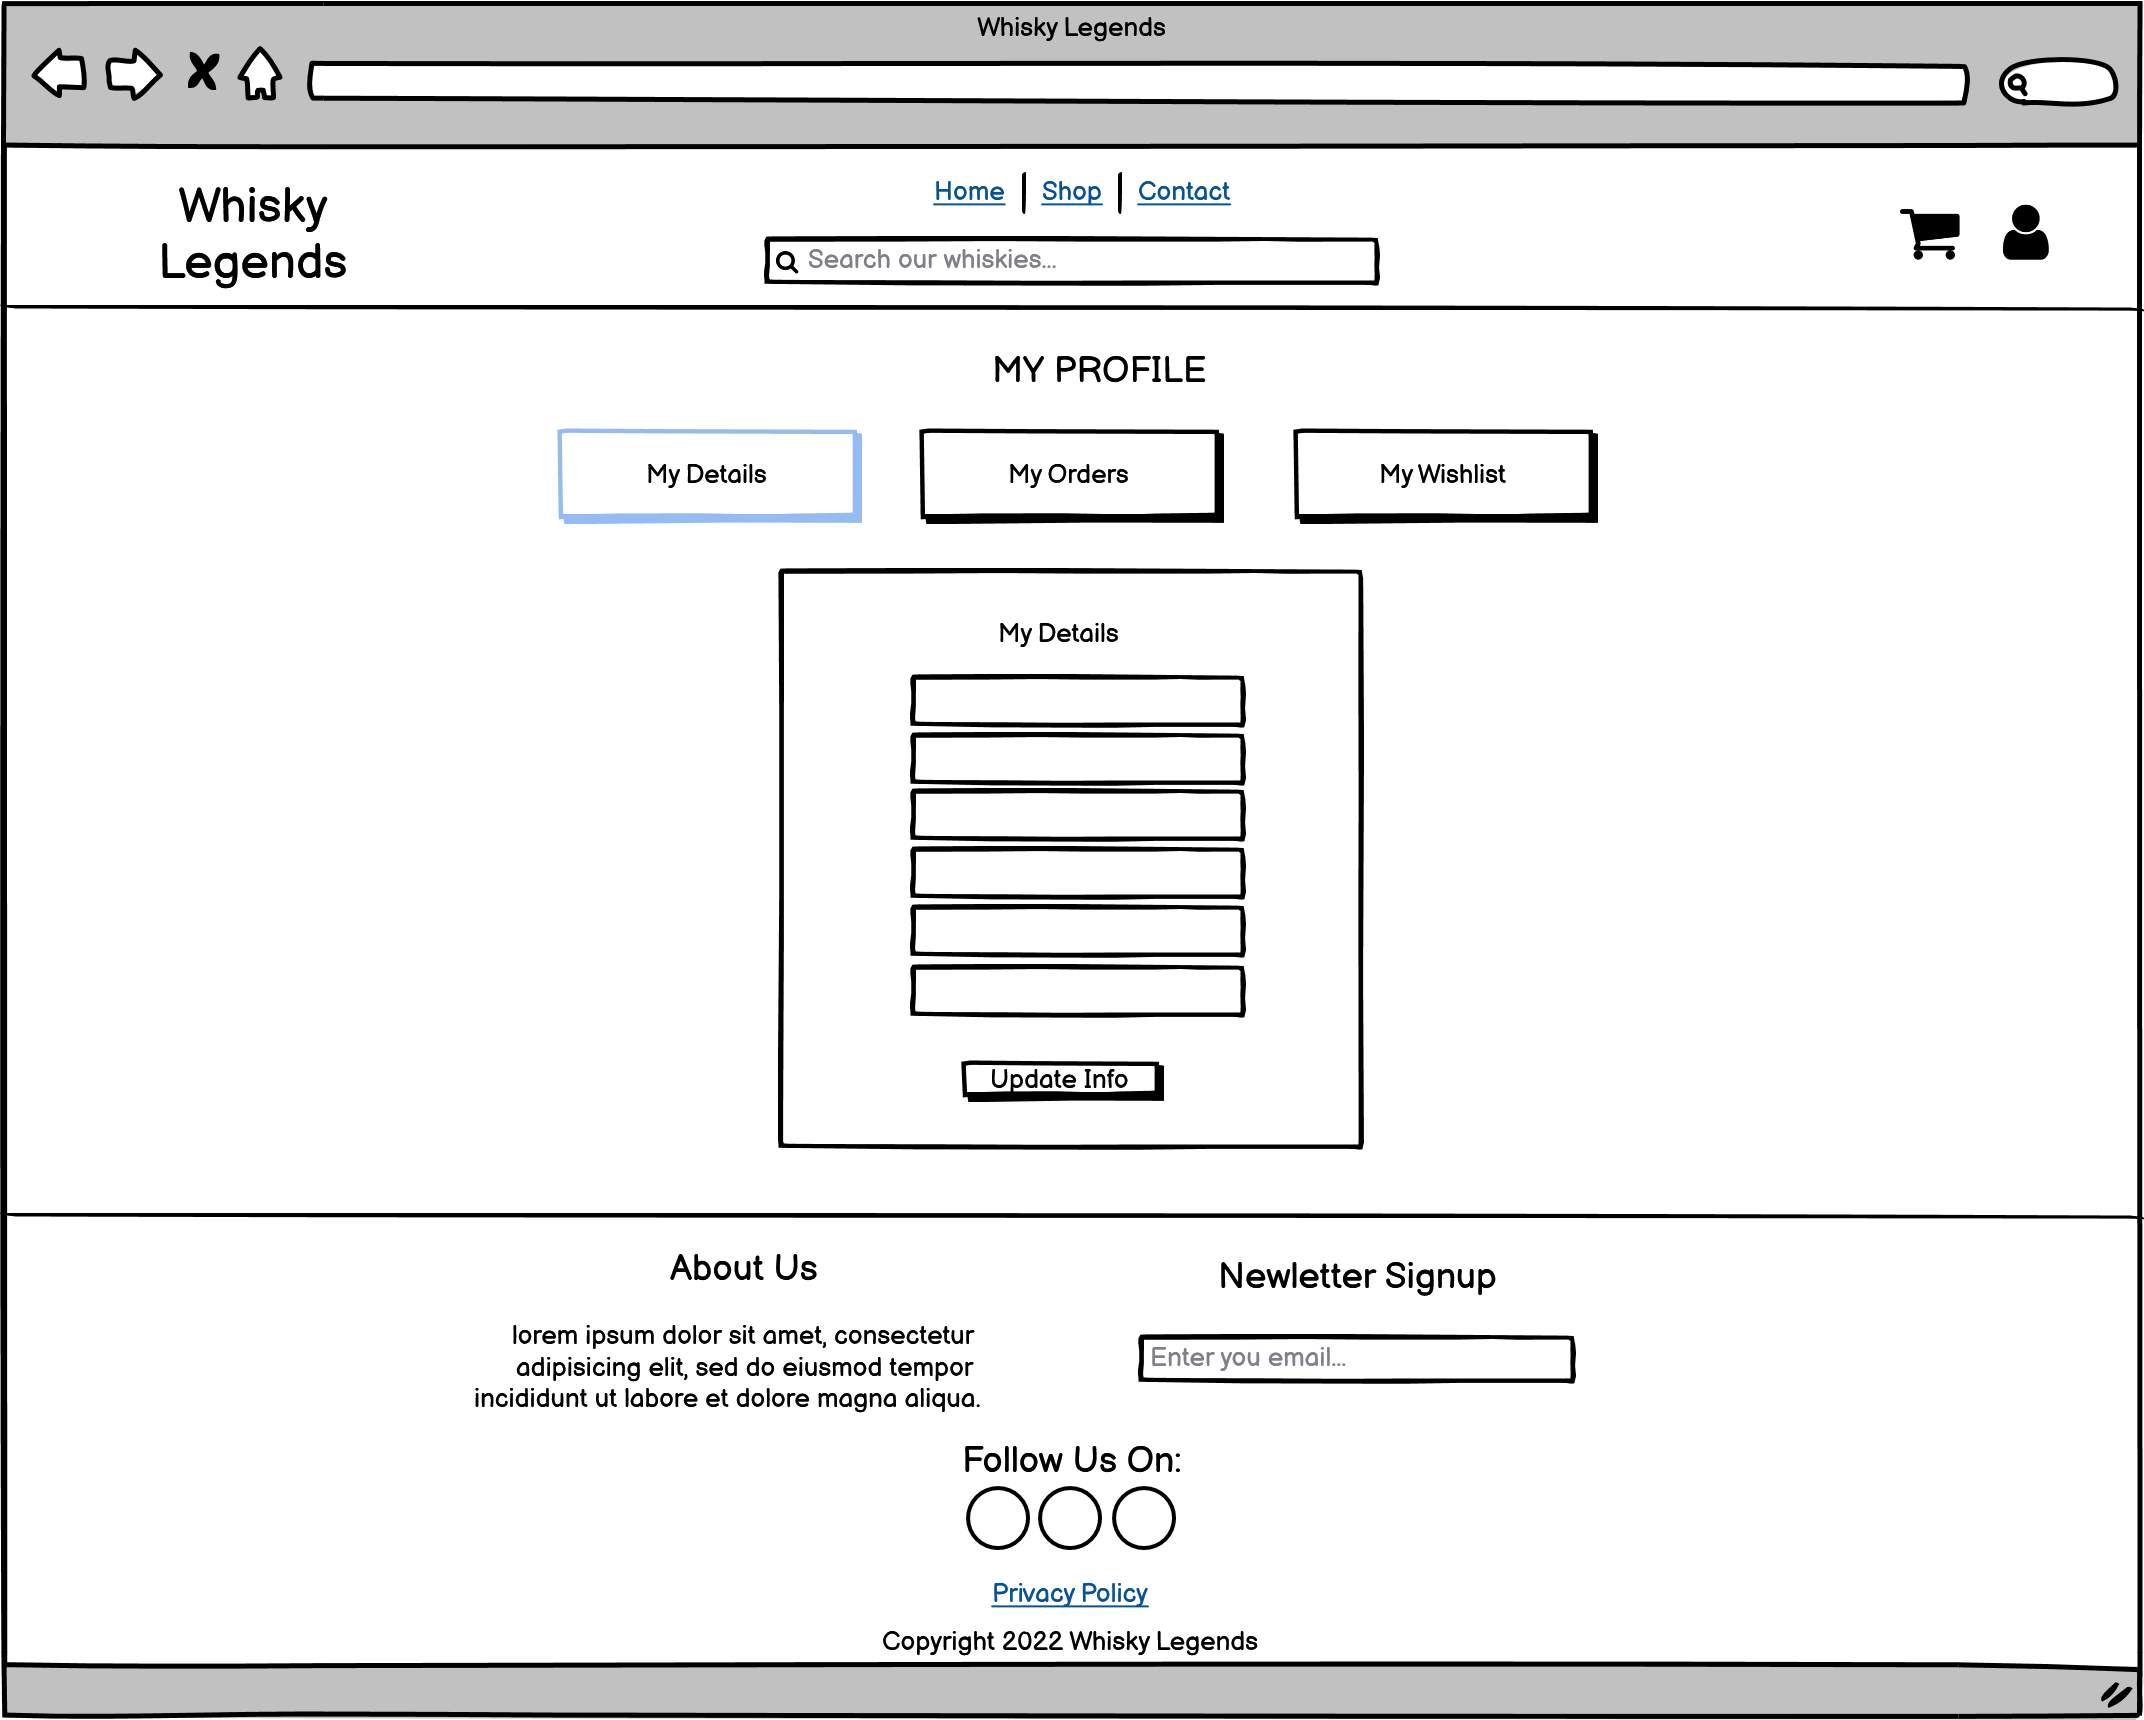 Whisky Legends
Whisky
Legends
Home
Shop
Contact
Search our whiskies...
MY PROFILE
My Details
My Orders
My Wishlist
My Details
Update Info
About Us
lorem ipsum dolor sit amet, consectetur
adipisicing elit, sed do eiusmod tempor
incididunt ut labore et dolore magna aliqua.
Newletter Signup
Enter you email...
Follow Us On:
Privacy Policy
Copyright 2022 Whisky Legends